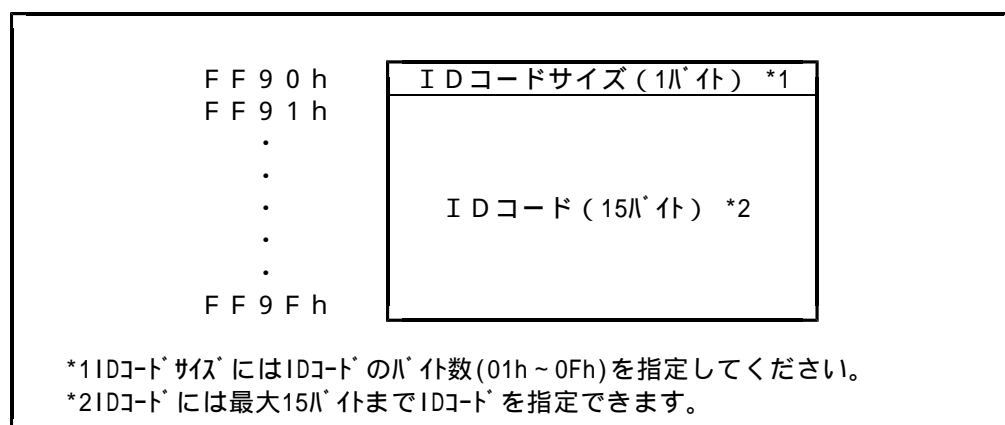 ＦＦ９０ｈ ＩＤコードサイズ（1ﾊﾞｲﾄ） *1
ＦＦ９１ｈ
・
・
・ ＩＤコード（15ﾊﾞｲﾄ） *2
・
・
ＦＦ９Ｆｈ
*1IDｺｰﾄﾞｻｲｽﾞにはIDｺｰﾄﾞのﾊﾞｲﾄ数(01h～0Fh)を指定してください。
*2IDｺｰﾄﾞには最大15ﾊﾞｲﾄまでIDｺｰﾄﾞを指定できます。